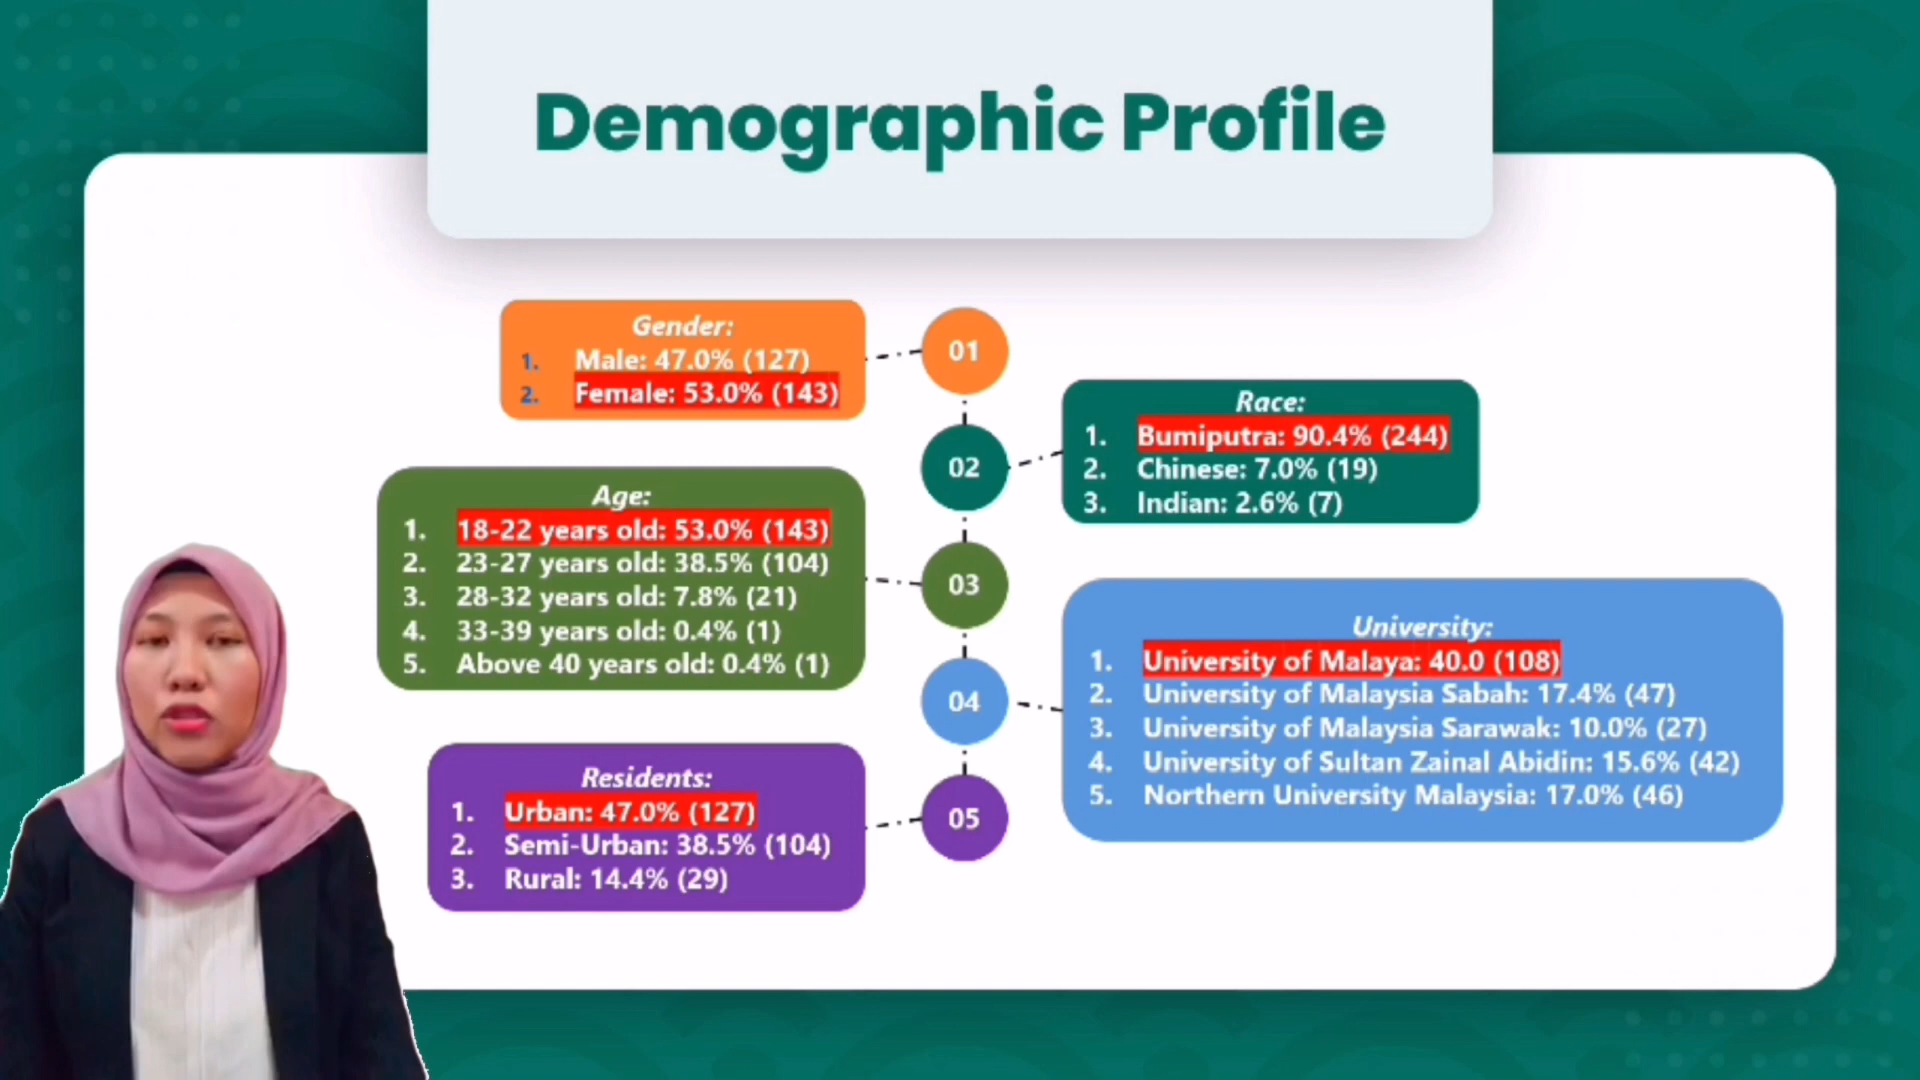 Demographic Profile
Gender:
1. Male: 47.0% (127)
2. Female: 53.0% (143)
01
Race:
1. Bumiputra: 90.4% (244)
2. Chinese: 7.0% (19)
3. Indian: 2.6% (7)
02
Age:
1. 18-22 years old: 53.0% (143)
2. 23-27 years old: 38.5% (104)
3. 28-32 years old: 7.8% (21)
4. 33-39 years old: 0.4% (1)
5. Above 40 years old: 0.4% (1)
03
University:
1. University of Malaya: 40.0 (108)
2. University of Malaysia Sabah: 17.4% (47)
3. University of Malaysia Sarawak: 10.0% (27)
4. University of Sultan Zainal Abidin: 15.6% (42)
5. Northern University Malaysia: 17.0% (46)
04
Residents:
1. Urban: 47.0% (127)
2. Semi-Urban: 38.5% (104)
3. Rural: 14.4% (29)
05